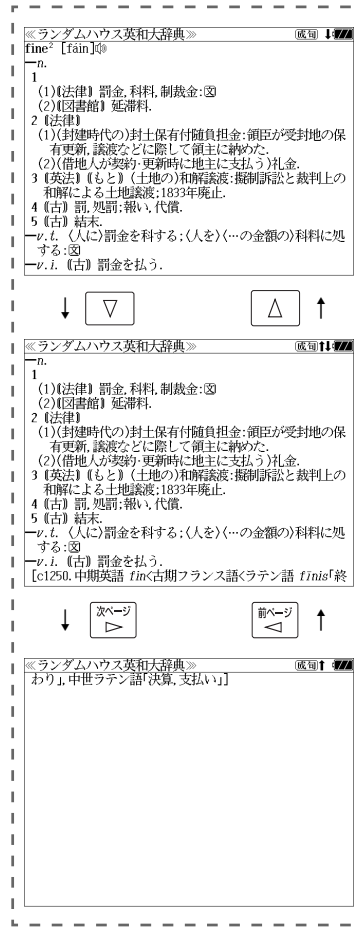 ≪ランダムハウス英和大辞典≫ 成句
fine² [fáin]
━n.
1
(1)〖法律〗 罰金, 科料, 制裁金:文
(2)〖図書館〗 延滞料.
2 〖法律〗
(1)(封建時代の)封土保有付随負担金:領臣が受封地の保
有更新, 譲渡などに際して領主に納めた.
(2)(借地人が契約・更新時に地主に支払う)礼金.
3 〖英法〗 ((もと)) (土地の)和解譲渡:擬制訴訟と裁判上の
和解による土地譲渡;1833年廃止.
4 ((古)) 罰, 処罰;報い, 代償.
5 ((古)) 結末.
━v.t. 〈人に〉罰金を科する;〈人を〉〈…の金額の〉科料に処
する:文
━v.i. ((古)) 罰金を払う.
↓ ▽ △ ↑
≪ランダムハウス英和大辞典≫ 成句
━n.
1
(1)〖法律〗 罰金, 科料, 制裁金:文
(2)〖図書館〗 延滞料.
2 〖法律〗
(1)(封建時代の)封土保有付随負担金:領臣が受封地の保
有更新, 譲渡などに際して領主に納めた.
(2)(借地人が契約・更新時に地主に支払う)礼金.
3 〖英法〗 ((もと)) (土地の)和解譲渡:擬制訴訟と裁判上の
和解による土地譲渡;1833年廃止.
4 ((古)) 罰, 処罰;報い, 代償.
5 ((古)) 結末.
━v.t. 〈人に〉罰金を科する;〈人を〉〈…の金額の〉科料に処
する:文
━v.i. ((古)) 罰金を払う.
[c1250. 中期英語 fin<古期フランス語<ラテン語 fīnis「終
↓ 次ページ ▷ 前ページ ◁ ↑
≪ランダムハウス英和大辞典≫ 成句
わり」, 中世ラテン語「決算, 支払い」]